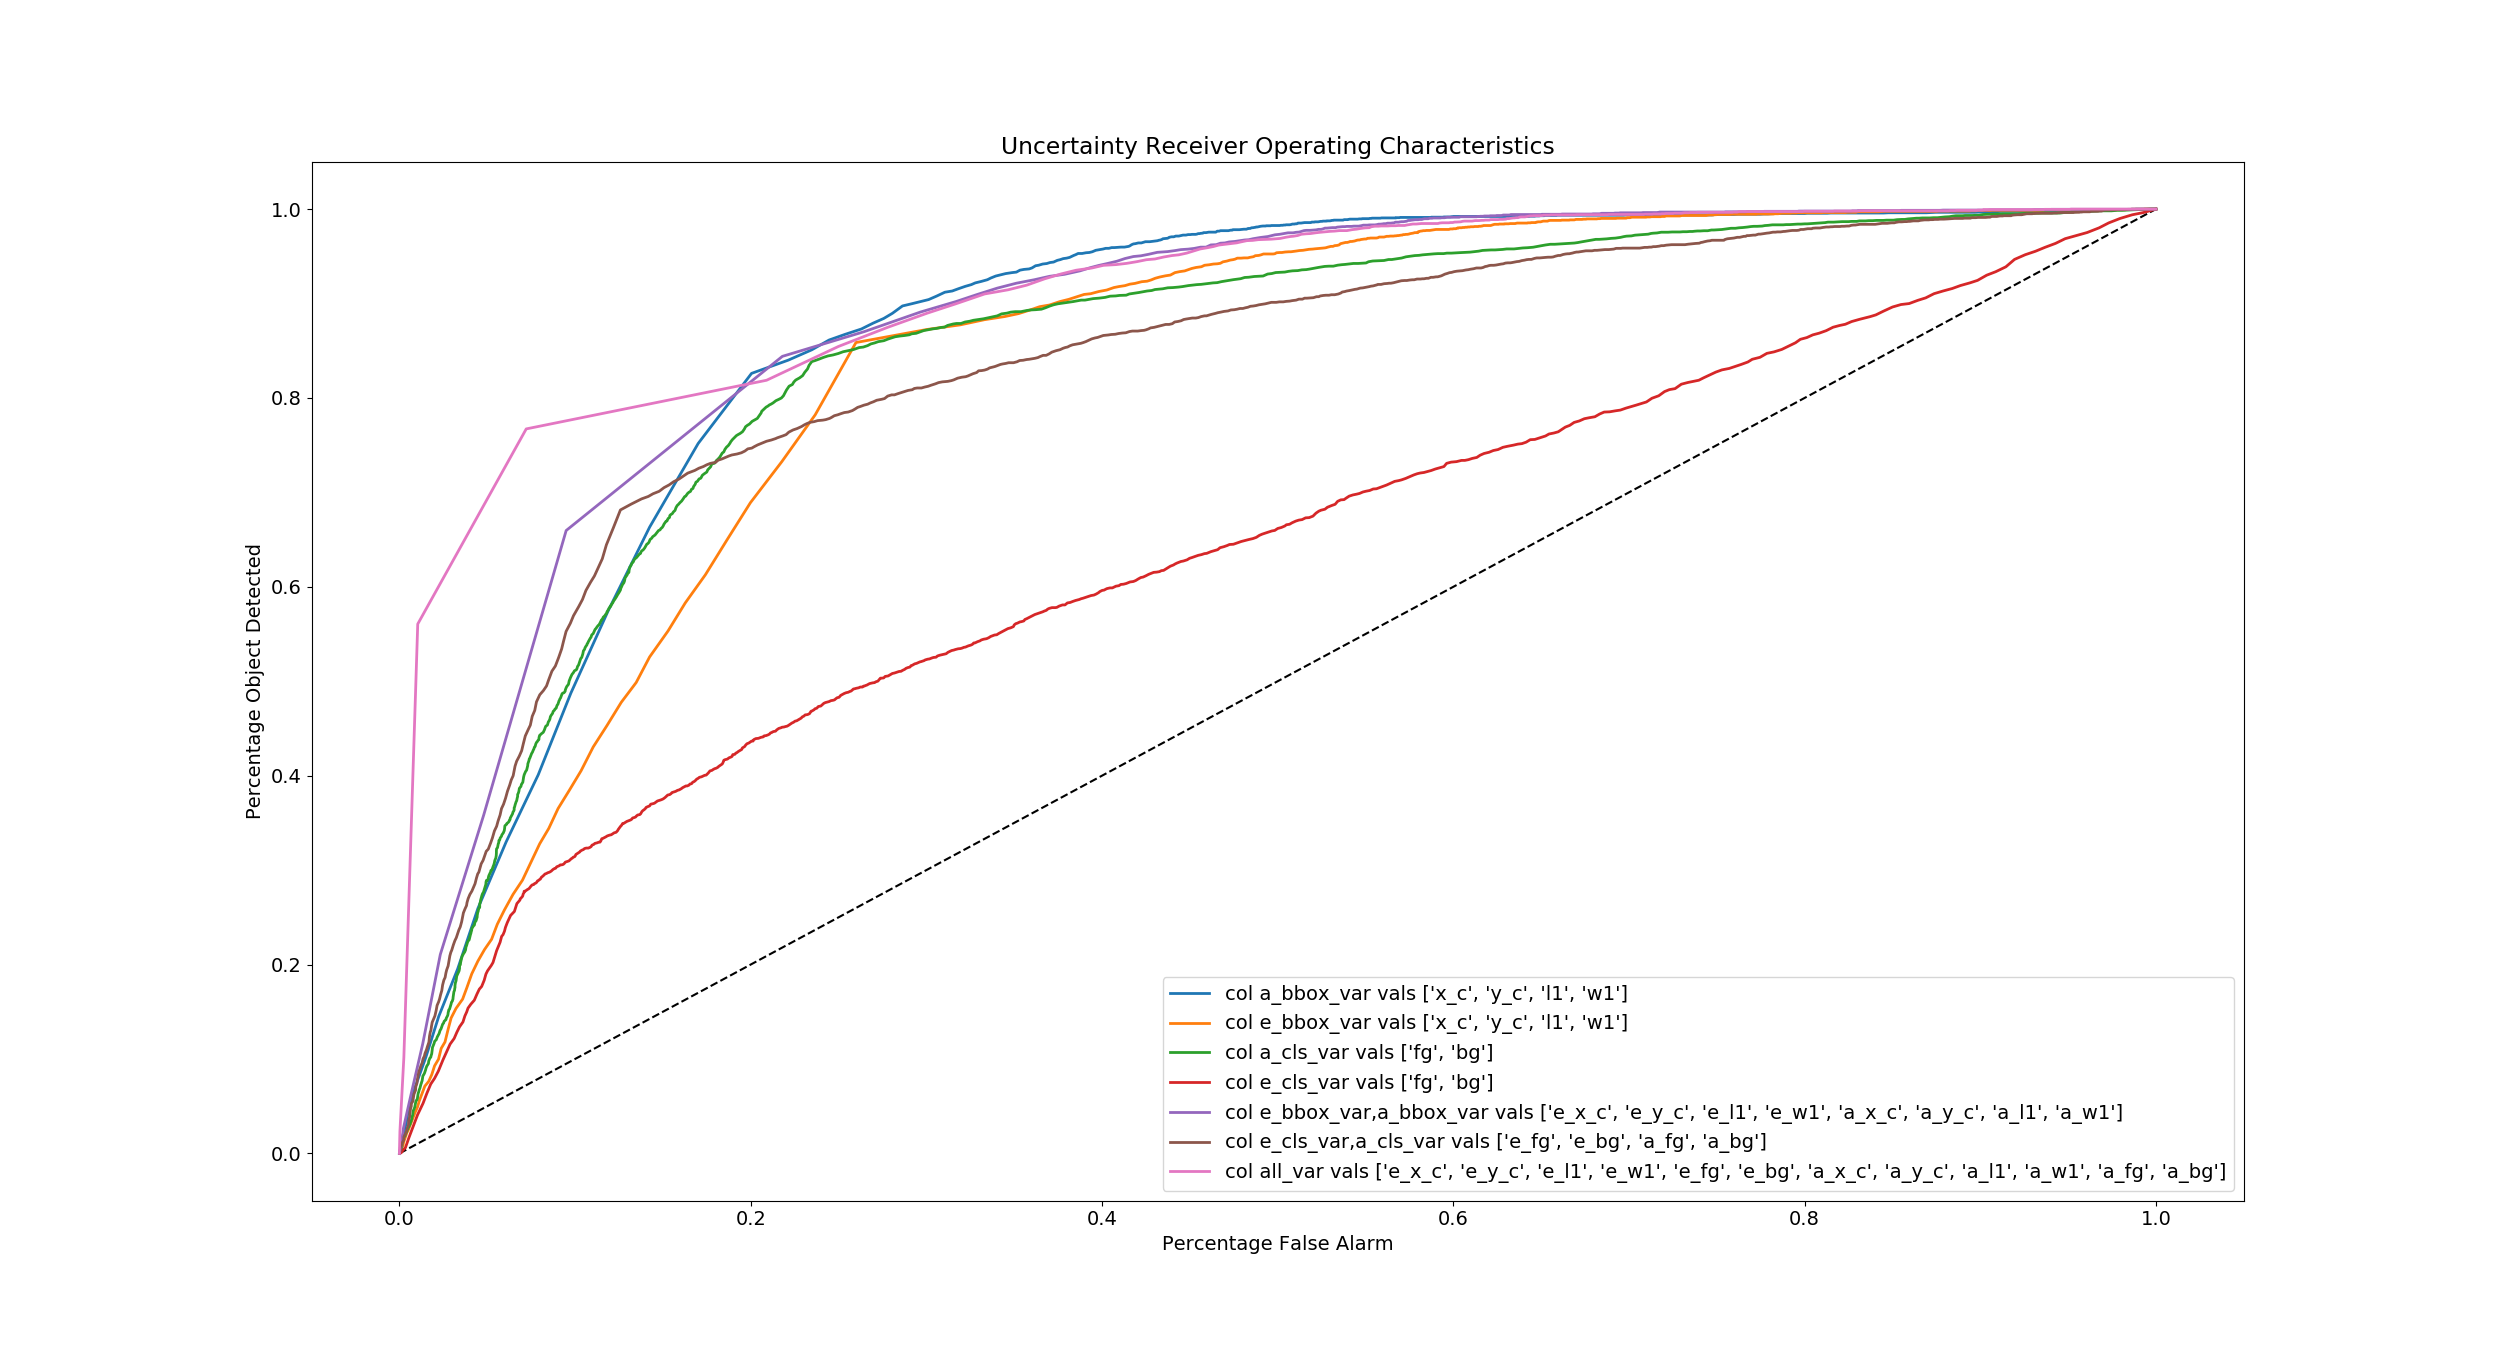 Uncertainty Receiver Operating Characteristics
1.0
0.8
0.6
0.4
0.2
0.0
Percentage Object Detected
col a_bbox_var vals ['x_c', 'y_c', 'l1', 'w1']
col e_bbox_var vals ['x_c', 'y_c', 'l1', 'w1']
col a_cls_var vals ['fg', 'bg']
col e_cls_var vals ['fg', 'bg']
col e_bbox_var,a_bbox_var vals ['e_x_c', 'e_y_c', 'e_l1', 'e_w1', 'a_x_c', 'a_y_c', 'a_l1', 'a_w1']
col e_cls_var,a_cls_var vals ['e_fg', 'e_bg', 'a_fg', 'a_bg']
col all_var vals ['e_x_c', 'e_y_c', 'e_l1', 'e_w1', 'e_fg', 'e_bg', 'a_x_c', 'a_y_c', 'a_l1', 'a_w1', 'a_fg', 'a_bg']
0.0 0.2 0.4 0.6 0.8 1.0
Percentage False Alarm